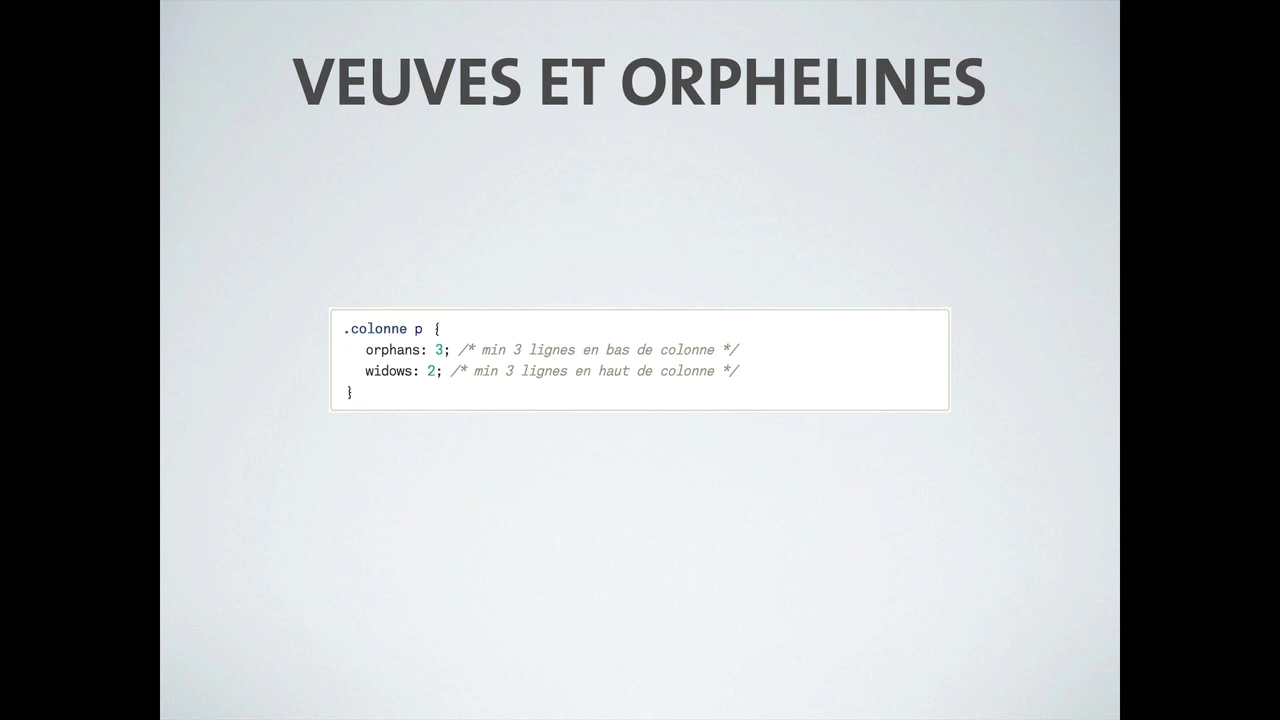 VEUVES ET ORPHELINES
.colonne p {
orphans: 3; /* min 3 lignes en bas de colonne */
widows: 2; /* min 3 lignes en haut de colonne */
}